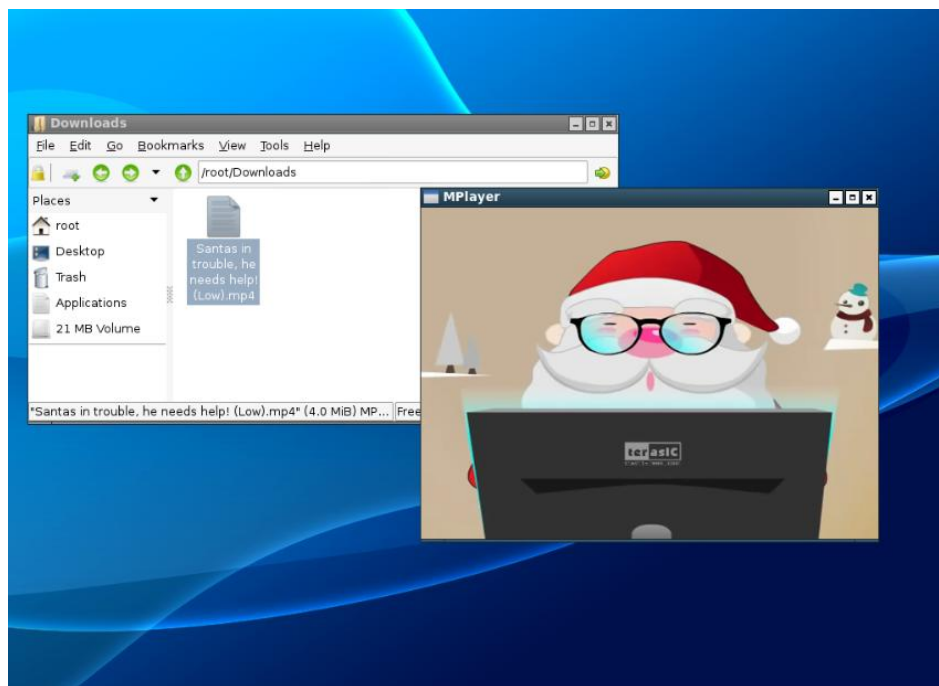 Downloads
File Edit Go Bookmarks View Tools Help
/root/Downloads
Places
root
Desktop
Trash
Applications
21 MB Volume
Santas in
trouble, he
needs help!
(Low).mp4
"Santas in trouble, he needs help! (Low).mp4" (4.0 MiB) MP... Free
MPlayer
terasic